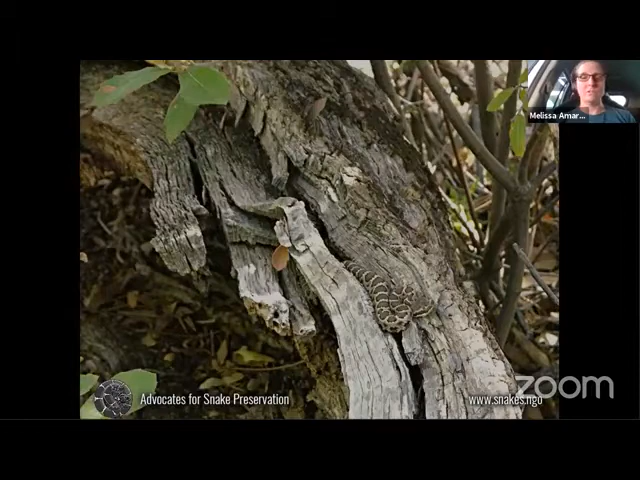 Melissa Amar...
zoom
Advocates for Snake Preservation
www.snakes.ngo